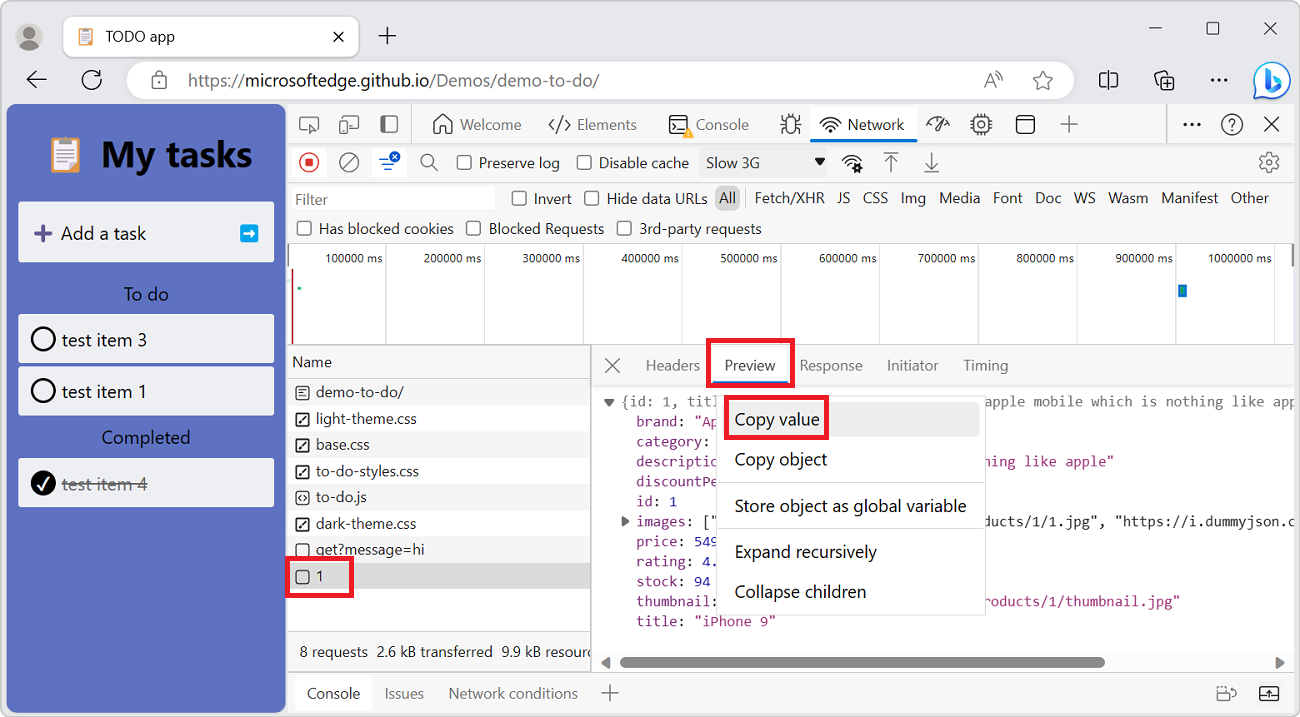 TODO app
https://microsoftedge.github.io/Demos/demo-to-do/
My tasks
Add a task
To do
test item 3
test item 1
Completed
test item 4
Welcome Elements Console Network
Preserve log Disable cache Slow 3G
Filter Invert Hide data URLs All Fetch/XHR JS CSS Img Media Font Doc WS Wasm Manifest Other
Has blocked cookies Blocked Requests 3rd-party requests
100000 ms 200000 ms 300000 ms 400000 ms 500000 ms 600000 ms 700000 ms 800000 ms 900000 ms 1000000 ms
Name
demo-to-do/
light-theme.css
base.css
to-do-styles.css
to-do.js
dark-theme.css
get?message=hi
1
8 requests 2.6 kB transferred 9.9 kB resour
Headers Preview Response Initiator Timing
{id: 1, titl apple mobile which is nothing like app
brand: "Ap
category:
descriptio hing like apple"
discountPe
id: 1
images: [" ducts/1/1.jpg", "https://i.dummyjson.c
price: 549
rating: 4.
stock: 94
thumbnail: roducts/1/thumbnail.jpg"
title: "iPhone 9"
Copy value
Copy object
Store object as global variable
Expand recursively
Collapse children
Console Issues Network conditions